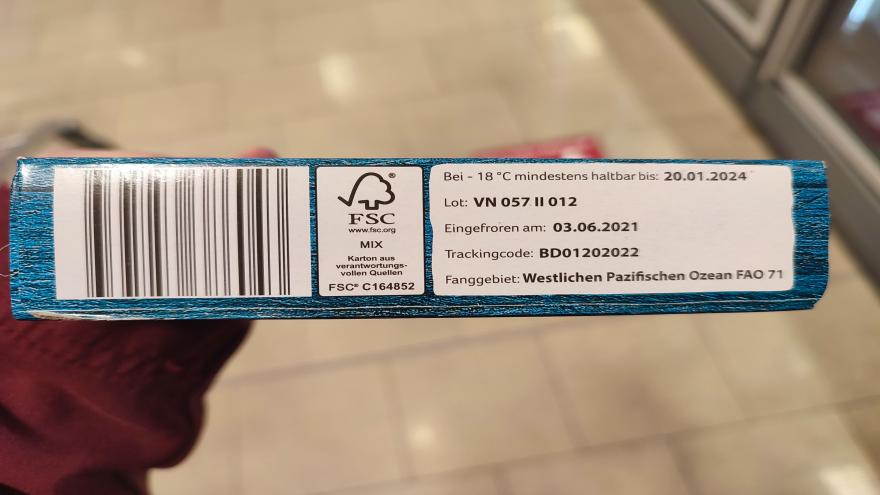 FSC®
www.fsc.org
MIX
Karton aus
verantwortungs-
vollen Quellen
FSC® C164852
Bei - 18 °C mindestens haltbar bis: 20.01.2024
Lot: VN 057 II 012
Eingefroren am: 03.06.2021
Trackingcode: BD01202022
Fanggebiet: Westlichen Pazifischen Ozean FAO 71